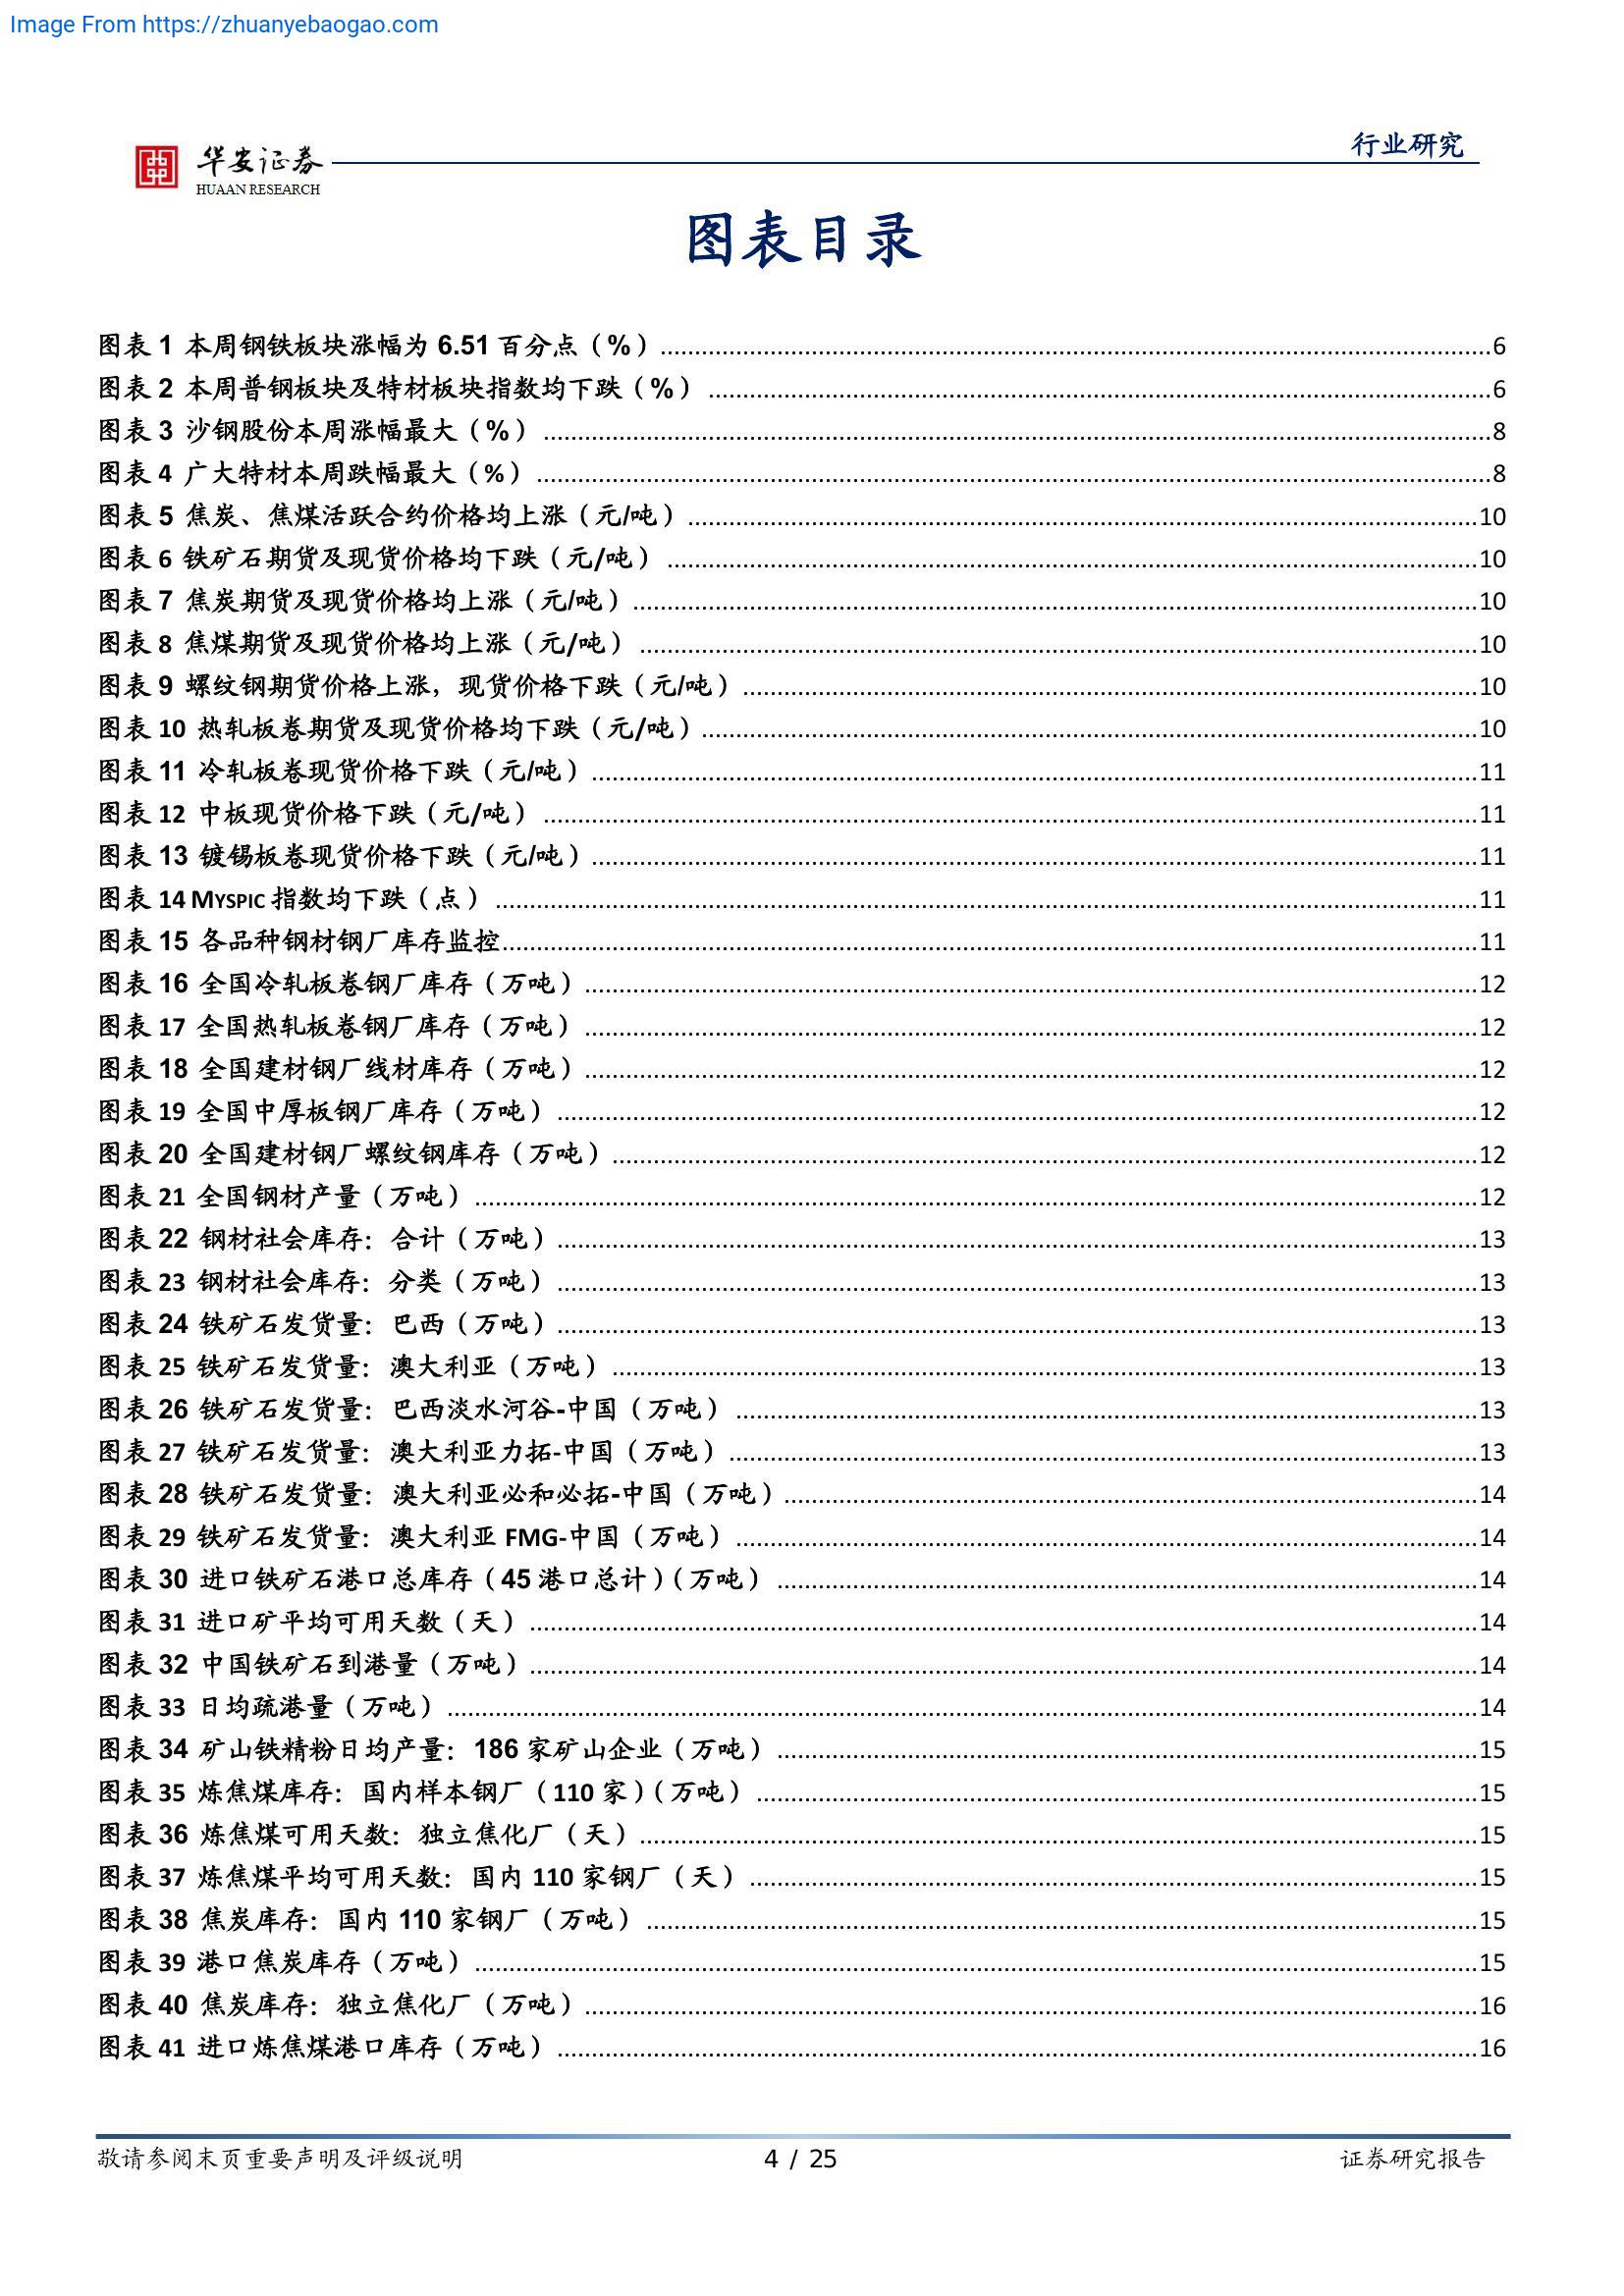 Image From https://zhuanyebaogao.com
华安证券
HUAAN RESEARCH
行业研究
图表目录
图表 1 本周钢铁板块涨幅为 6.51 百分点（%）6
图表 2 本周普钢板块及特材板块指数均下跌（%）6
图表 3 沙钢股份本周涨幅最大（%）8
图表 4 广大特材本周跌幅最大（%）8
图表 5 焦炭、焦煤活跃合约价格均上涨（元/吨）10
图表 6 铁矿石期货及现货价格均下跌（元/吨）10
图表 7 焦炭期货及现货价格均上涨（元/吨）10
图表 8 焦煤期货及现货价格均上涨（元/吨）10
图表 9 螺纹钢期货价格上涨，现货价格下跌（元/吨）10
图表 10 热轧板卷期货及现货价格均下跌（元/吨）10
图表 11 冷轧板卷现货价格下跌（元/吨）11
图表 12 中板现货价格下跌（元/吨）11
图表 13 镀锡板卷现货价格下跌（元/吨）11
图表 14 MYSPIC 指数均下跌（点）11
图表 15 各品种钢材钢厂库存监控11
图表 16 全国冷轧板卷钢厂库存（万吨）12
图表 17 全国热轧板卷钢厂库存（万吨）12
图表 18 全国建材钢厂线材库存（万吨）12
图表 19 全国中厚板钢厂库存（万吨）12
图表 20 全国建材钢厂螺纹钢库存（万吨）12
图表 21 全国钢材产量（万吨）12
图表 22 钢材社会库存：合计（万吨）13
图表 23 钢材社会库存：分类（万吨）13
图表 24 铁矿石发货量：巴西（万吨）13
图表 25 铁矿石发货量：澳大利亚（万吨）13
图表 26 铁矿石发货量：巴西淡水河谷-中国（万吨）13
图表 27 铁矿石发货量：澳大利亚力拓-中国（万吨）13
图表 28 铁矿石发货量：澳大利亚必和必拓-中国（万吨）14
图表 29 铁矿石发货量：澳大利亚 FMG-中国（万吨）14
图表 30 进口铁矿石港口总库存（45 港口总计）（万吨）14
图表 31 进口矿平均可用天数（天）14
图表 32 中国铁矿石到港量（万吨）14
图表 33 日均疏港量（万吨）14
图表 34 矿山铁精粉日均产量：186 家矿山企业（万吨）15
图表 35 炼焦煤库存：国内样本钢厂（110 家）（万吨）15
图表 36 炼焦煤可用天数：独立焦化厂（天）15
图表 37 炼焦煤平均可用天数：国内 110 家钢厂（天）15
图表 38 焦炭库存：国内 110 家钢厂（万吨）15
图表 39 港口焦炭库存（万吨）15
图表 40 焦炭库存：独立焦化厂（万吨）16
图表 41 进口炼焦煤港口库存（万吨）16
敬请参阅末页重要声明及评级说明
4 / 25
证券研究报告